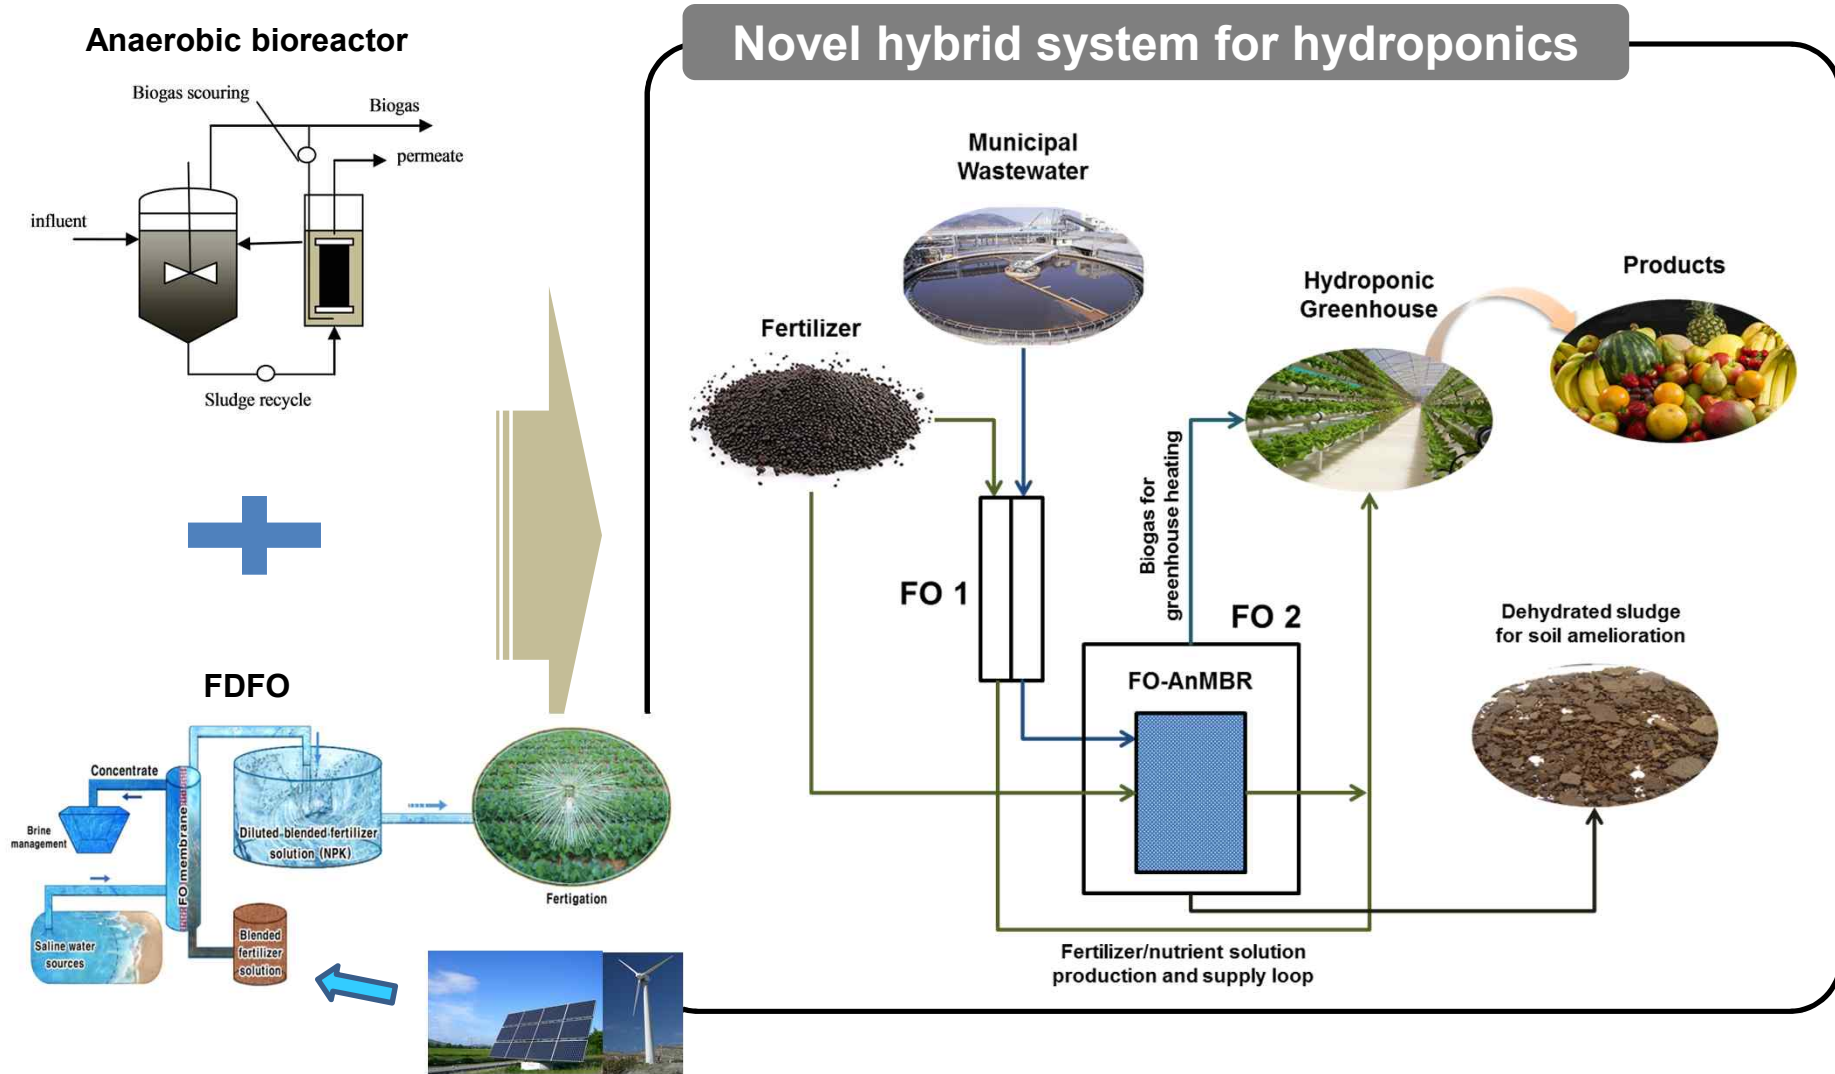 Anaerobic bioreactor
Biogas scouring
Biogas
permeate
influent
Sludge recycle
FDFO
Concentrate
Brine
management
FO membrane
Diluted blended fertilizer
solution (NPK)
Fertigation
Saline water
sources
Blended
fertilizer
solution
Novel hybrid system for hydroponics
Municipal
Wastewater
Fertilizer
Hydroponic
Greenhouse
Products
Biogas for
greenhouse heating
FO 1
FO 2
FO-AnMBR
Dehydrated sludge
for soil amelioration
Fertilizer/nutrient solution
production and supply loop